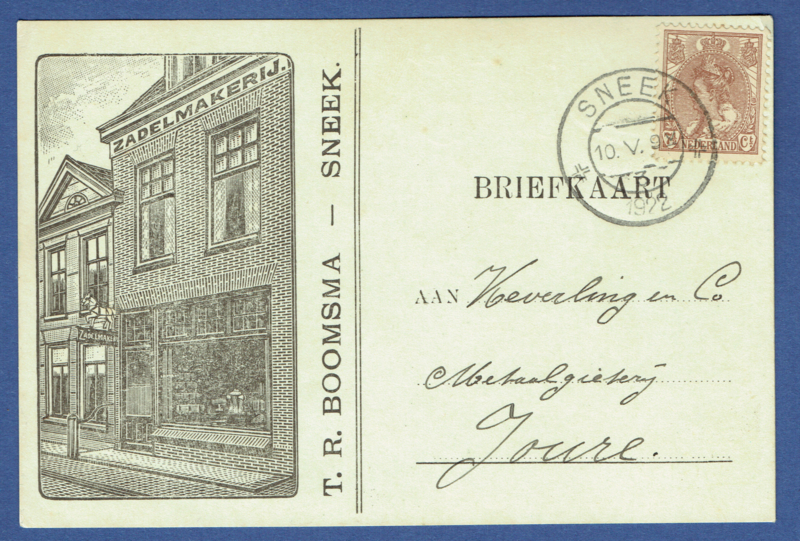 ZADELMAKERIJ.
T. R. BOOMSMA — SNEEK.
SNEEK
10. V.
1922
NEDERLAND
BRIEFKAART
AAN Keverling en Co
Metaalgieterij
Joure.